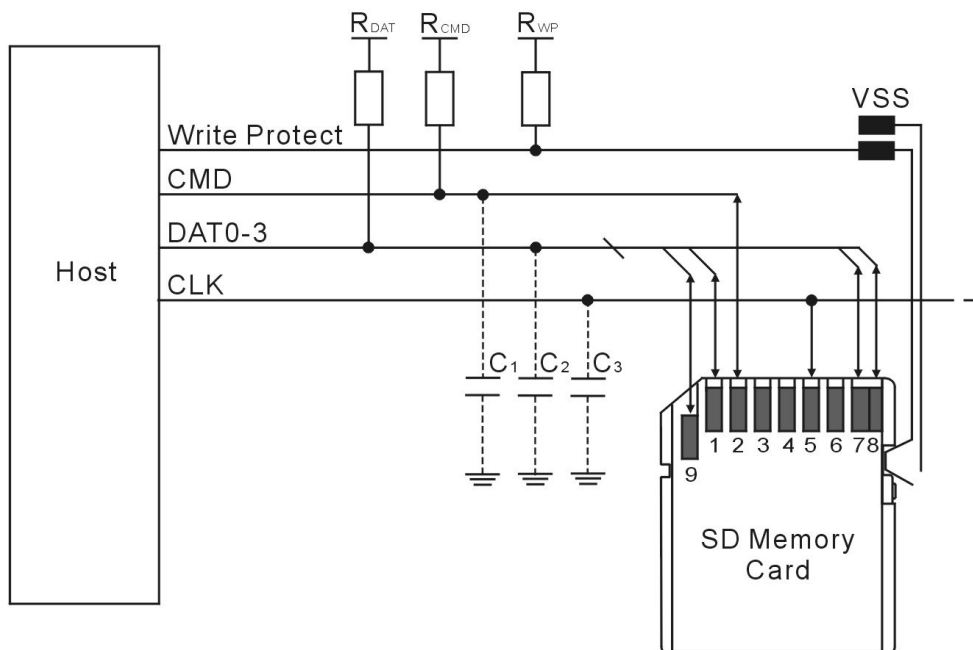 RDAT RCMD RWP
VSS
Write Protect
CMD
DAT0-3
Host
CLK
C1 C2 C3
1 2 3 4 5 6 7 8
9
SD Memory
Card